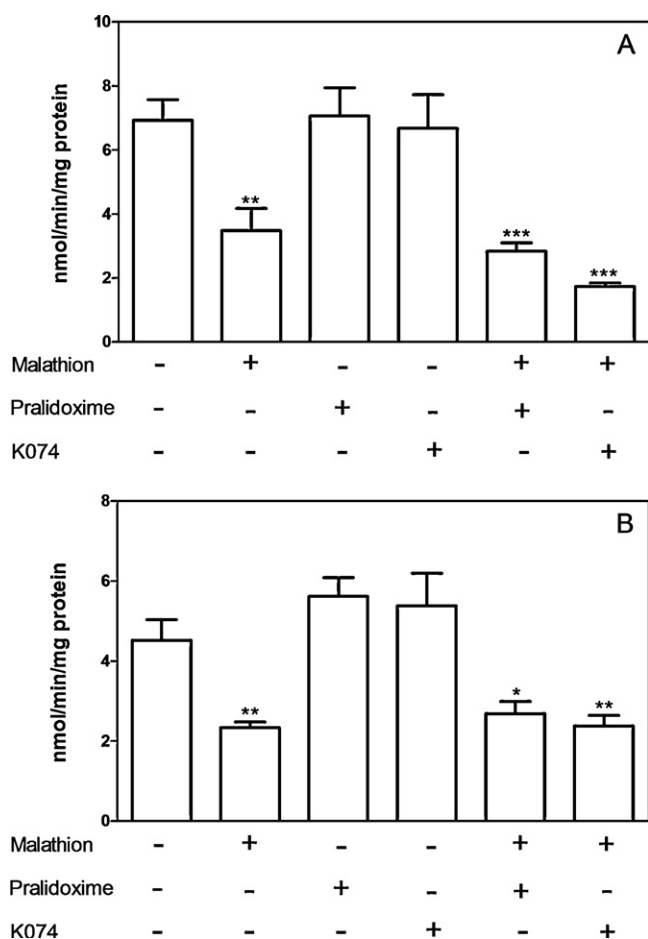 A
nmol/min/mg protein
10
8
6
4
2
0
**
***
***
Malathion - + - - + +
Pralidoxime - - + - + -
K074 - - - + - +
B
nmol/min/mg protein
8
6
4
2
0
**
*
**
Malathion - + - - + +
Pralidoxime - - + - + -
K074 - - - + - +